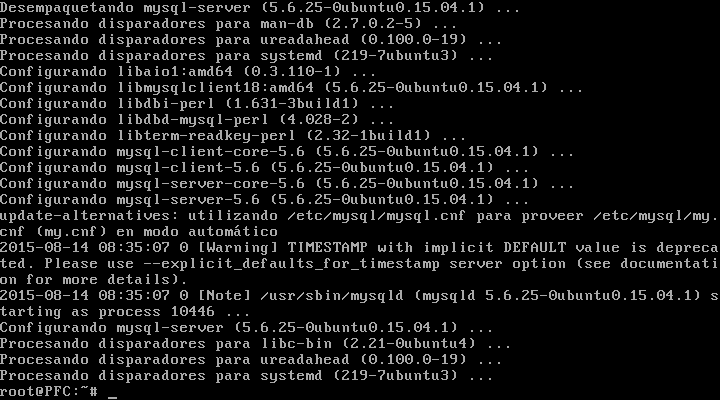 Desempaquetando mysql-server (5.6.25-0ubuntu0.15.04.1) ...
Procesando disparadores para man-db (2.7.0.2-5) ...
Procesando disparadores para ureadahead (0.100.0-19) ...
Procesando disparadores para systemd (219-7ubuntu3) ...
Configurando libaio1:amd64 (0.3.110-1) ...
Configurando libmysqlclient18:amd64 (5.6.25-0ubuntu0.15.04.1) ...
Configurando libdbi-perl (1.631-3build1) ...
Configurando libdbd-mysql-perl (4.028-2) ...
Configurando libterm-readkey-perl (2.32-1build1) ...
Configurando mysql-client-core-5.6 (5.6.25-0ubuntu0.15.04.1) ...
Configurando mysql-client-5.6 (5.6.25-0ubuntu0.15.04.1) ...
Configurando mysql-server-core-5.6 (5.6.25-0ubuntu0.15.04.1) ...
Configurando mysql-server-5.6 (5.6.25-0ubuntu0.15.04.1) ...
update-alternatives: utilizando /etc/mysql/mysql.cnf para proveer /etc/mysql/my.
cnf (my.cnf) en modo automático
2015-08-14 08:35:07 0 [Warning] TIMESTAMP with implicit DEFAULT value is depreca
ted. Please use --explicit_defaults_for_timestamp server option (see documentati
on for more details).
2015-08-14 08:35:07 0 [Note] /usr/sbin/mysqld (mysqld 5.6.25-0ubuntu0.15.04.1) s
tarting as process 10446 ...
Configurando mysql-server (5.6.25-0ubuntu0.15.04.1) ...
Procesando disparadores para libc-bin (2.21-0ubuntu4) ...
Procesando disparadores para ureadahead (0.100.0-19) ...
Procesando disparadores para systemd (219-7ubuntu3) ...
root@PFC:~# _